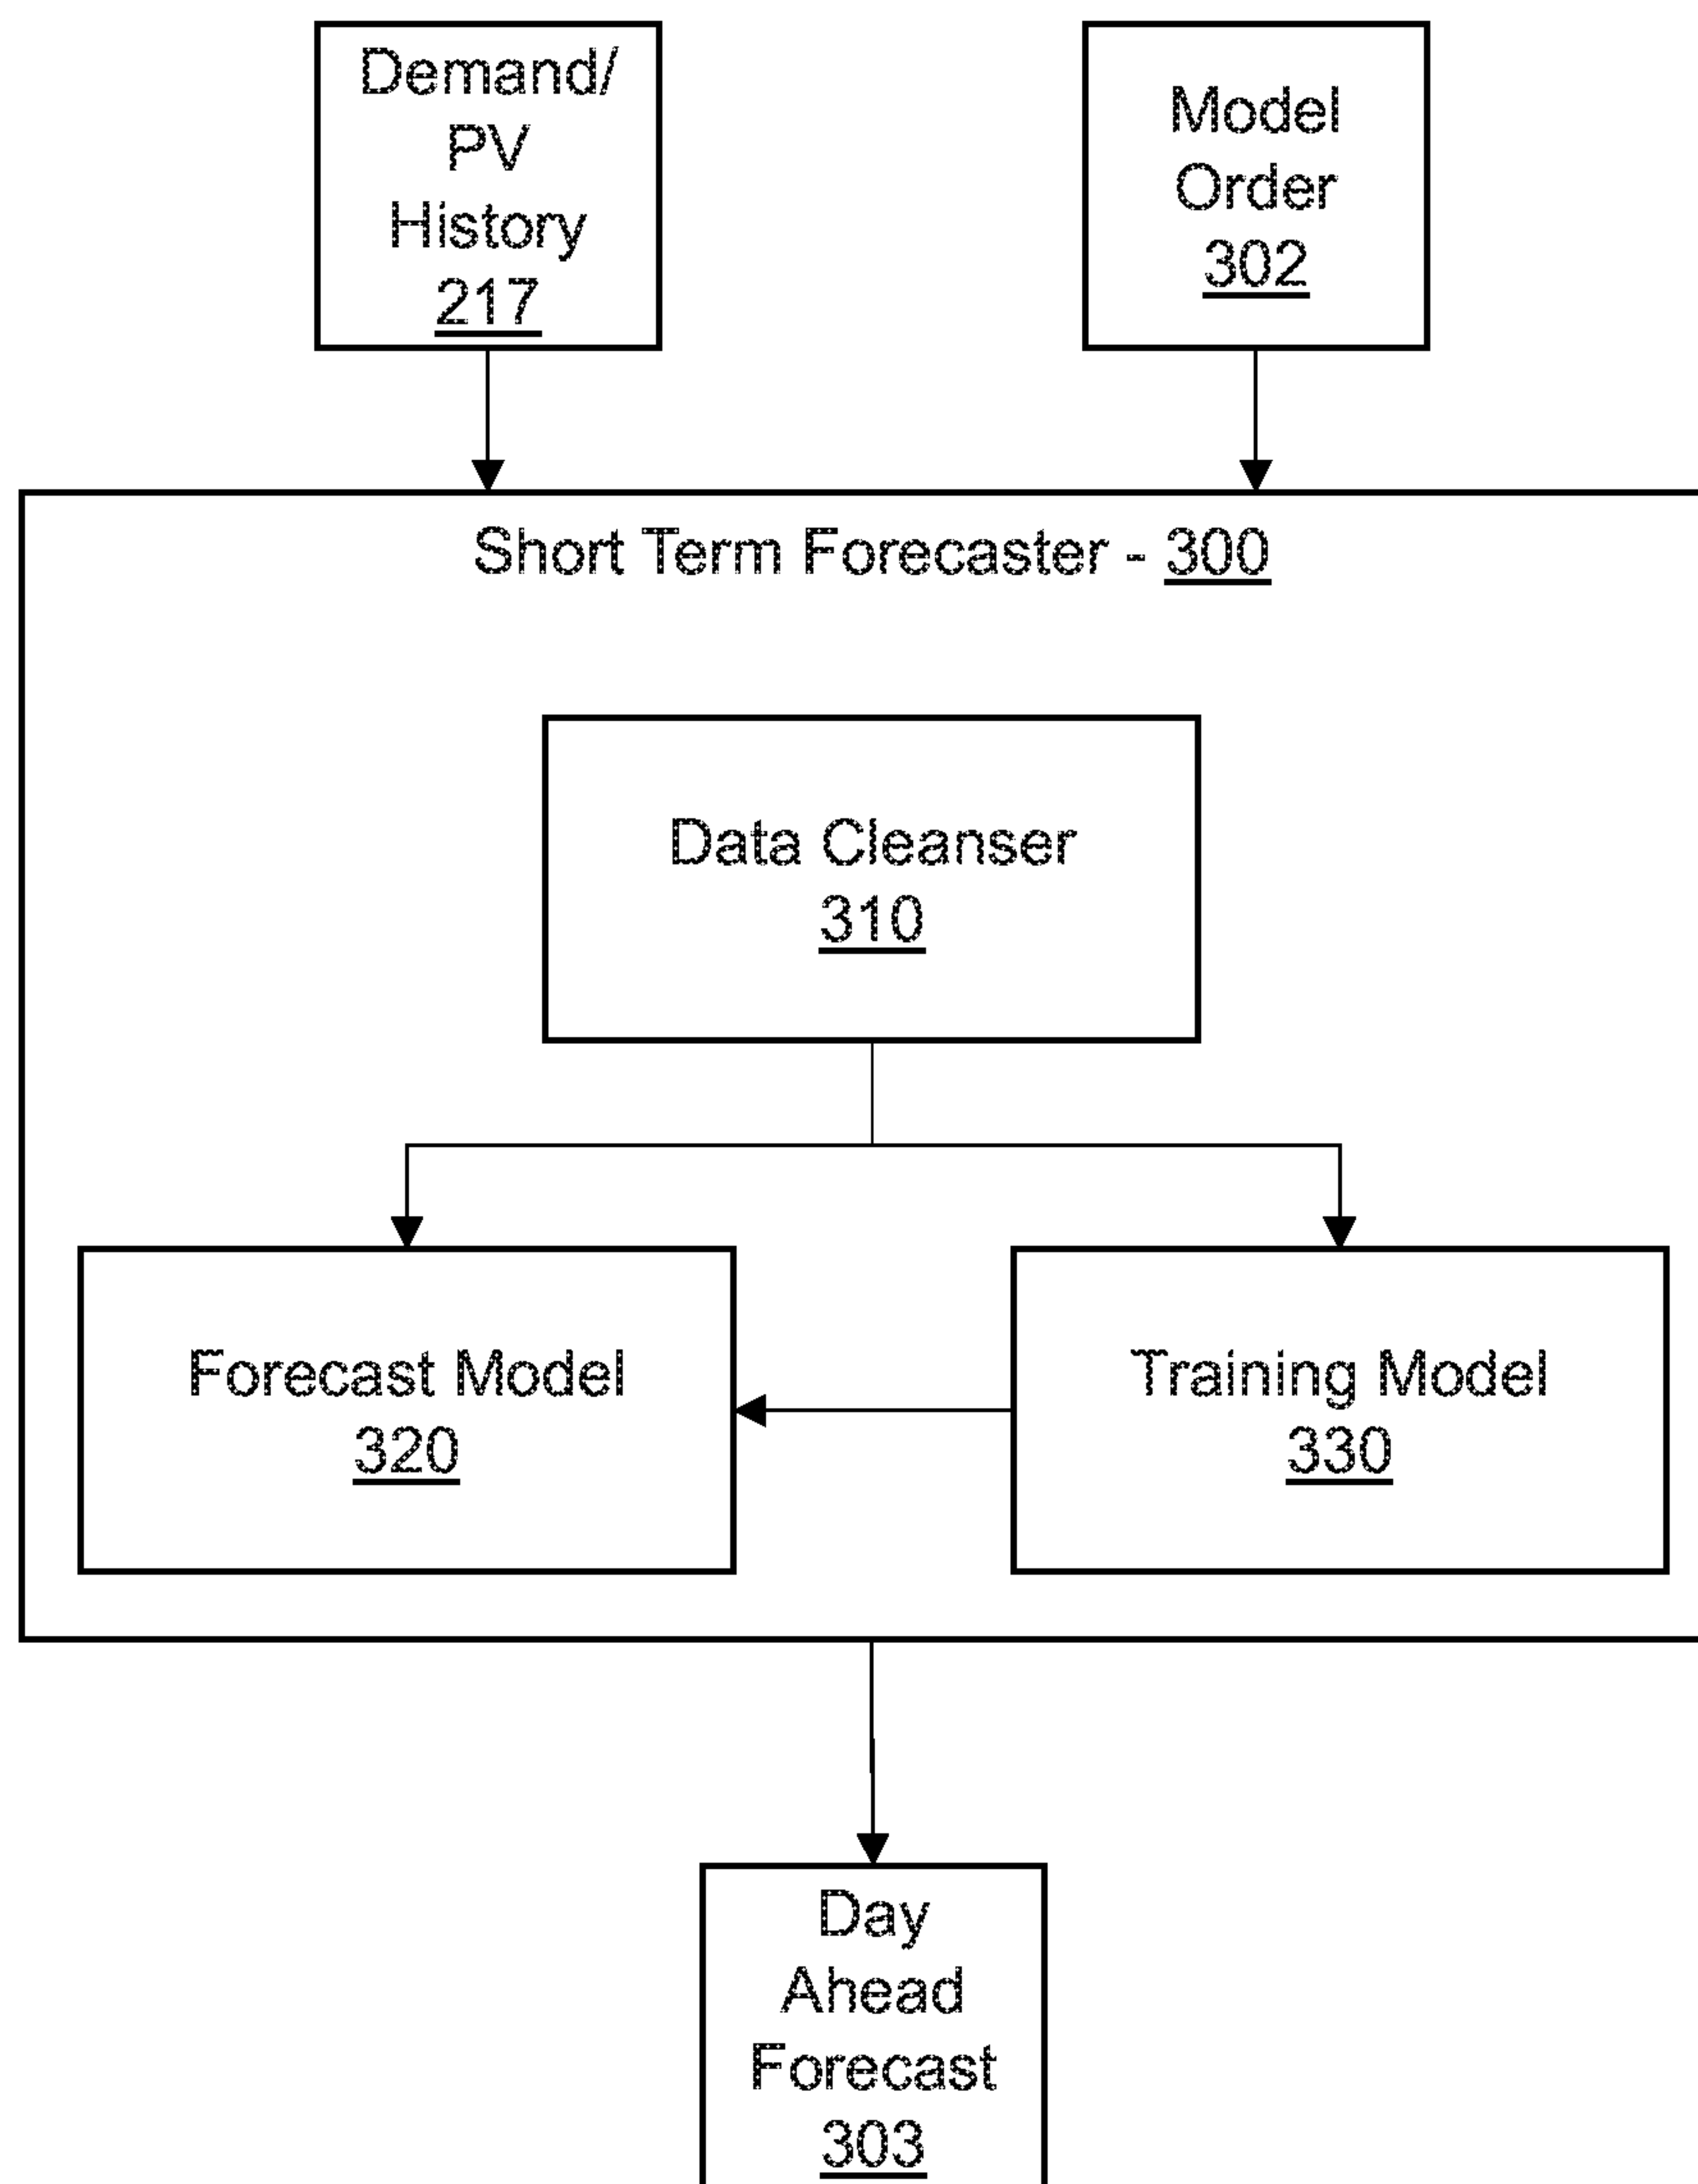 Demand/
PV
History
217
Model
Order
302
Short Term Forecaster - 300
Data Cleanser
310
Forecast Model
320
Training Model
330
Day
Ahead
Forecast
303